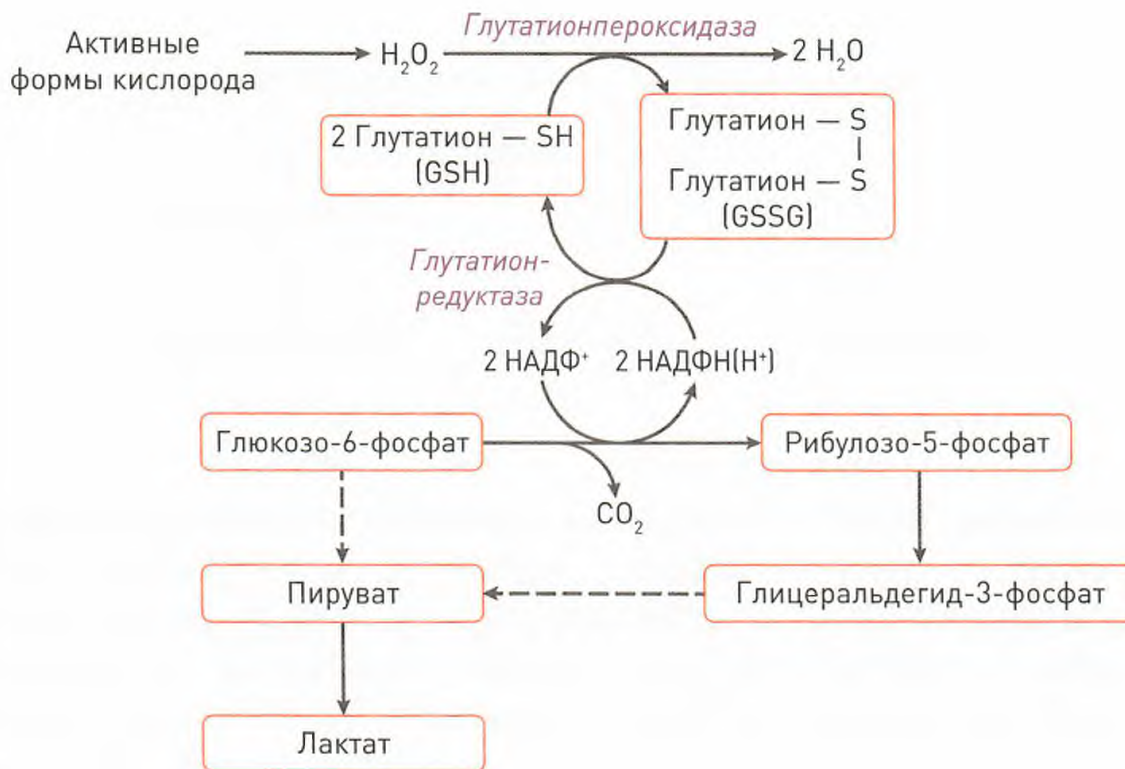 Глутатионпероксидаза
Активные
формы кислорода
H₂O₂
2 H₂O
2 Глутатион — SH
(GSH)
Глутатион — S
|
Глутатион — S
(GSSG)
Глутатион-
редуктаза
2 НАДФ⁺ 2 НАДФН(Н⁺)
Глюкозо-6-фосфат
Рибулозо-5-фосфат
CO₂
Пируват
Глицеральдегид-3-фосфат
Лактат